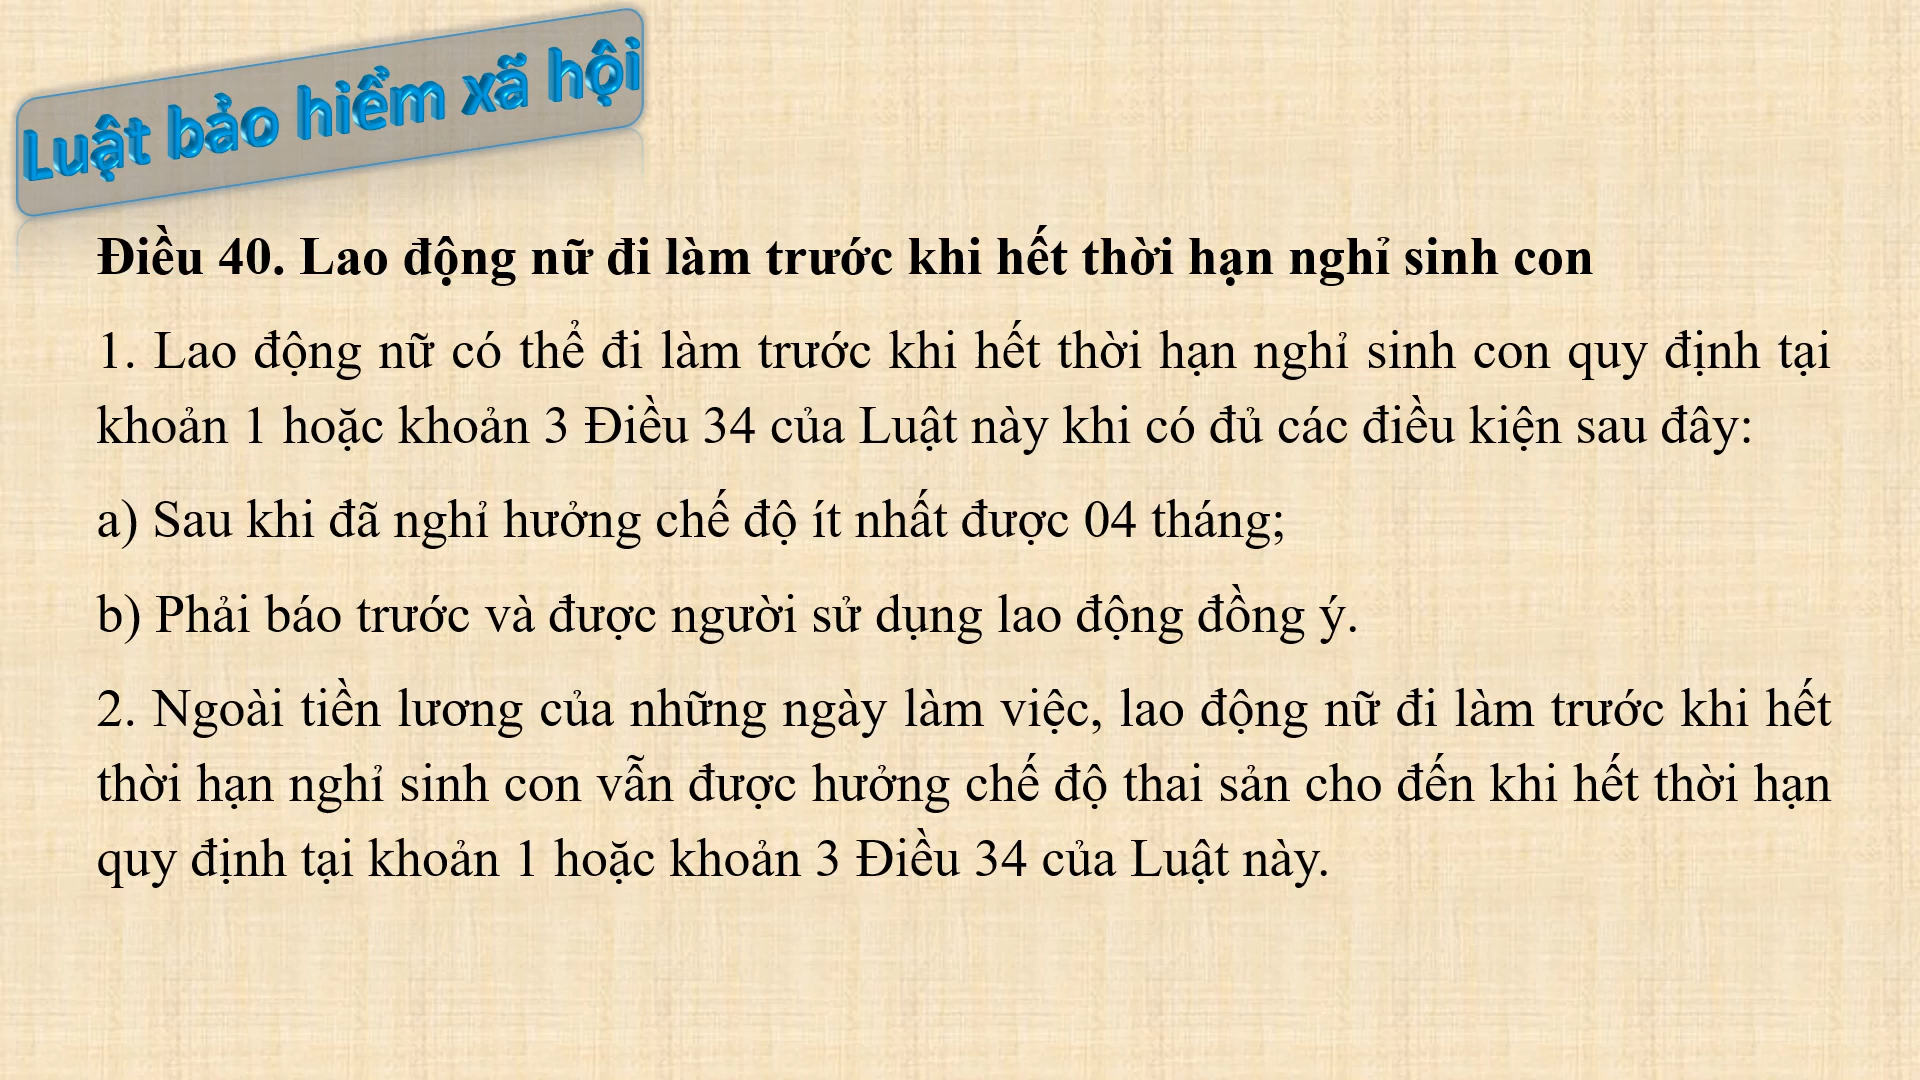 Luật bảo hiểm xã hội
Điều 40. Lao động nữ đi làm trước khi hết thời hạn nghỉ sinh con
1. Lao động nữ có thể đi làm trước khi hết thời hạn nghỉ sinh con quy định tại
khoản 1 hoặc khoản 3 Điều 34 của Luật này khi có đủ các điều kiện sau đây:
a) Sau khi đã nghỉ hưởng chế độ ít nhất được 04 tháng;
b) Phải báo trước và được người sử dụng lao động đồng ý.
2. Ngoài tiền lương của những ngày làm việc, lao động nữ đi làm trước khi hết
thời hạn nghỉ sinh con vẫn được hưởng chế độ thai sản cho đến khi hết thời hạn
quy định tại khoản 1 hoặc khoản 3 Điều 34 của Luật này.